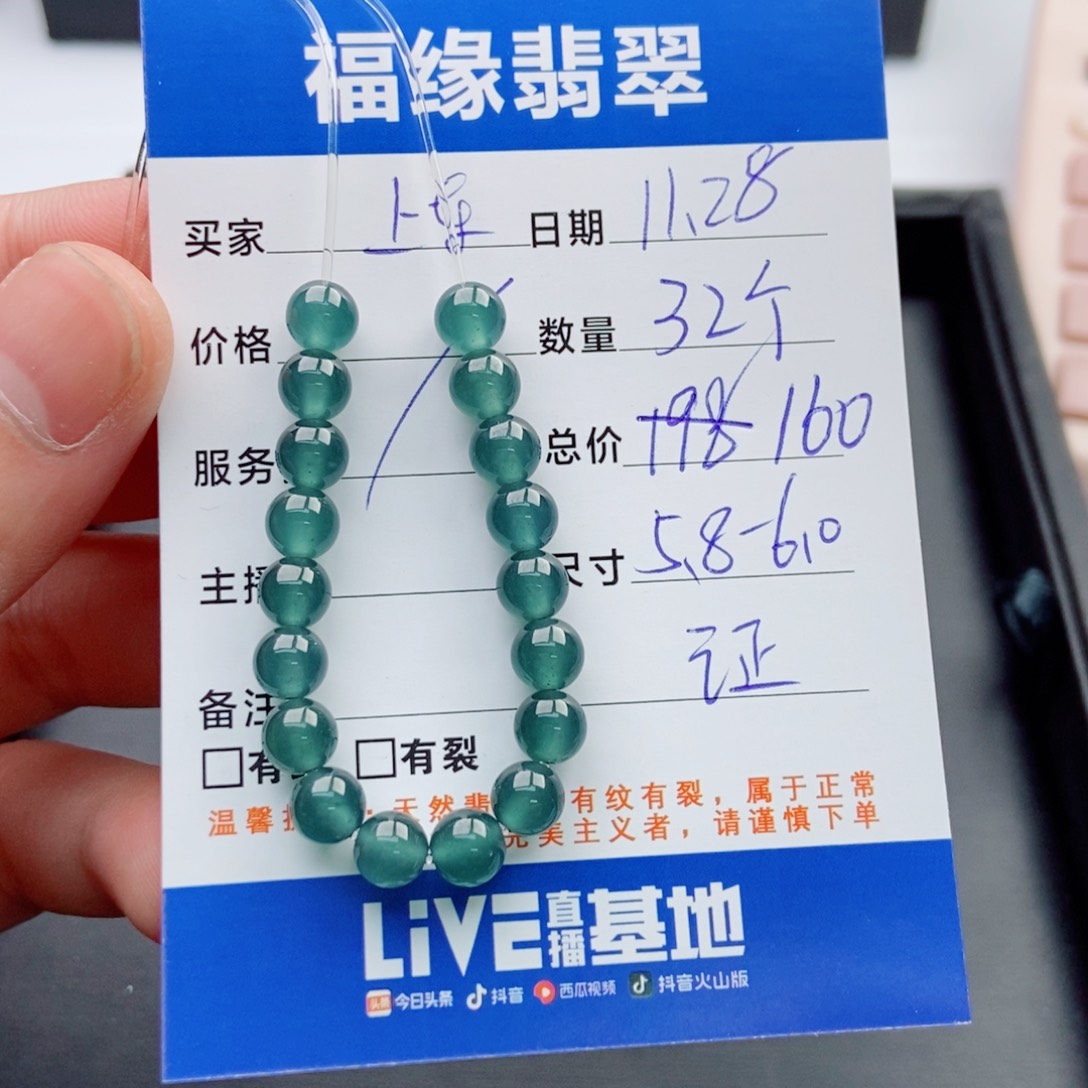 福缘翡翠
买家 上 日期 11.28
价格 数量 32个
服务 总价 198 160
主播 尺寸 5.8-6.0
备注 证
□有 □有裂
温馨 : 天然翡 有纹有裂，属于正常
完美主义者，请谨慎下单
LiVE直播基地
头条 今日头条 抖音 西瓜视频 抖音火山版